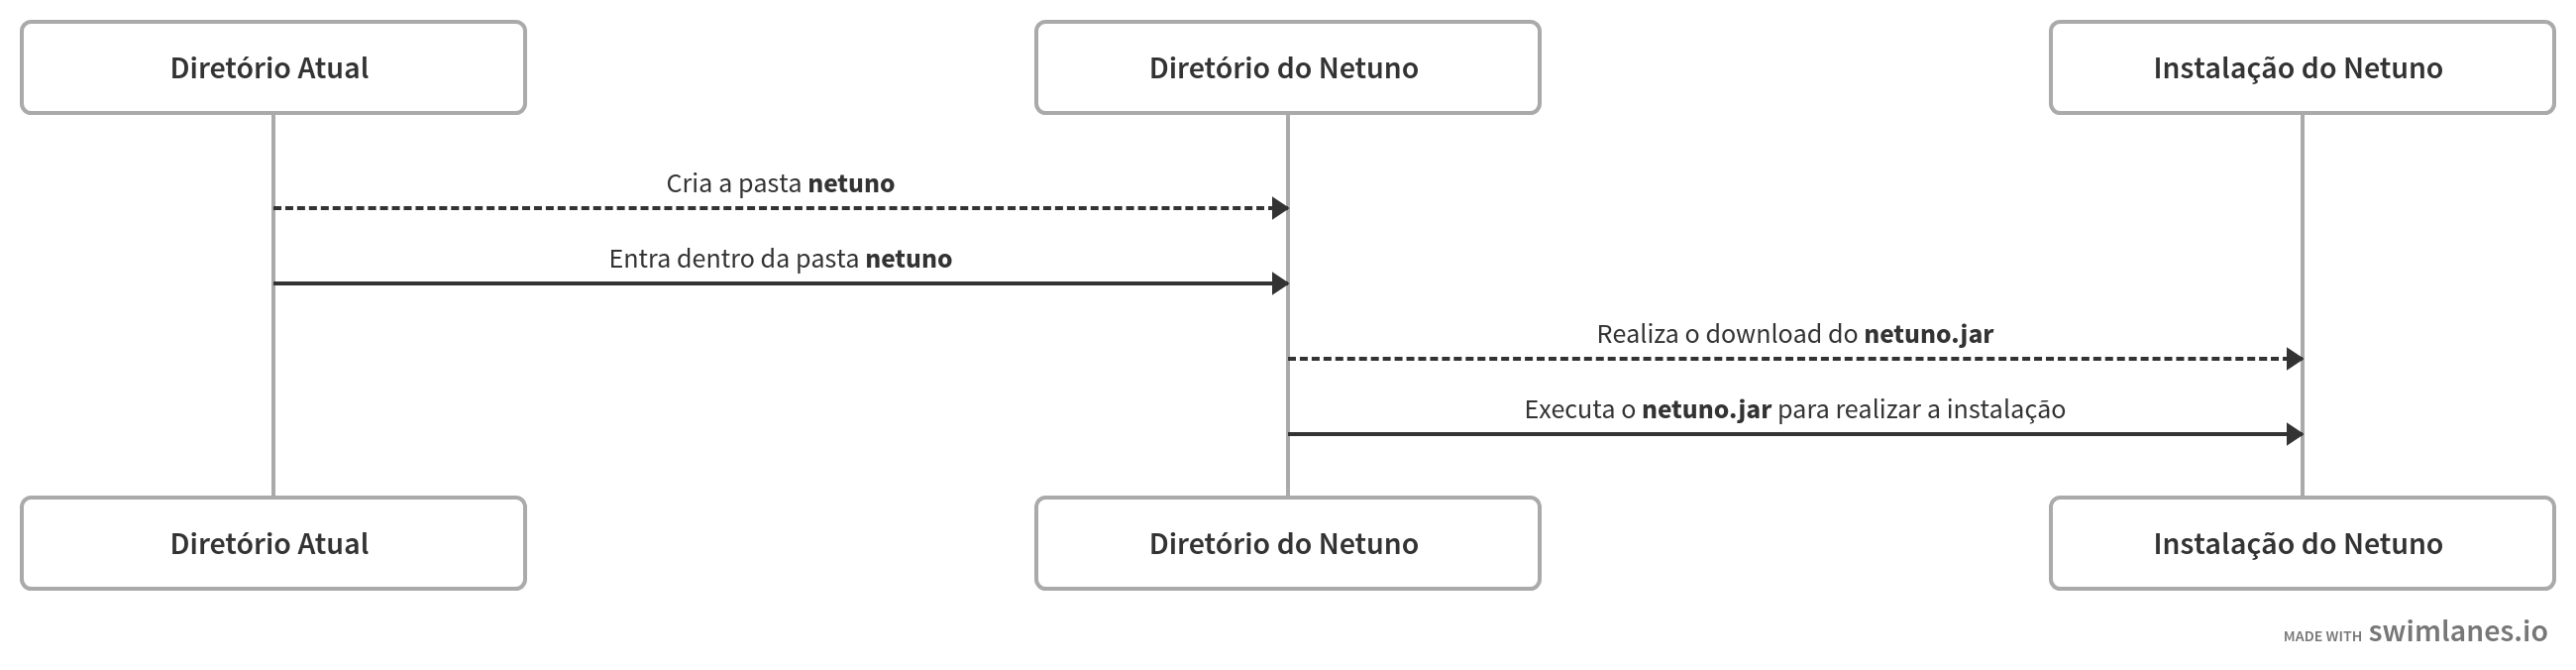 Diretório Atual
Diretório do Netuno
Instalação do Netuno
Cria a pasta netuno
Entra dentro da pasta netuno
Realiza o download do netuno.jar
Executa o netuno.jar para realizar a instalação
Diretório Atual
Diretório do Netuno
Instalação do Netuno
MADE WITH swimlanes.io